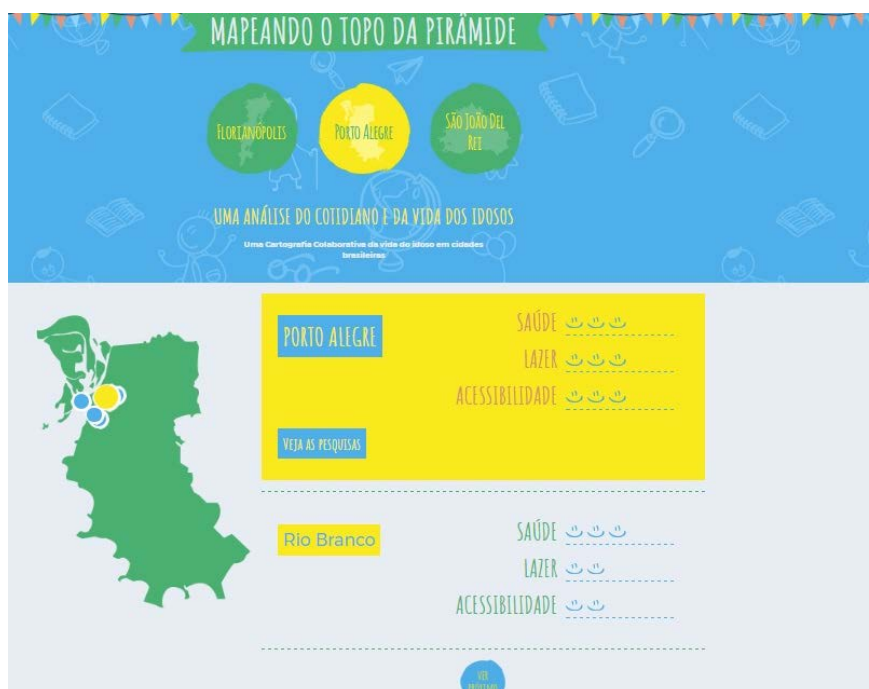 MAPEANDO O TOPO DA PIRÂMIDE
FLORIANÓPOLIS
PORTO ALEGRE
SÃO JOÃO DEL
REI
UMA ANÁLISE DO COTIDIANO E DA VIDA DOS IDOSOS
Uma Cartografia Colaborativa da vida do idoso em cidades
brasileiras
PORTO ALEGRE
SAÚDE
LAZER
ACESSIBILIDADE
VEJA AS PESQUISAS
Rio Branco
SAÚDE
LAZER
ACESSIBILIDADE
VER